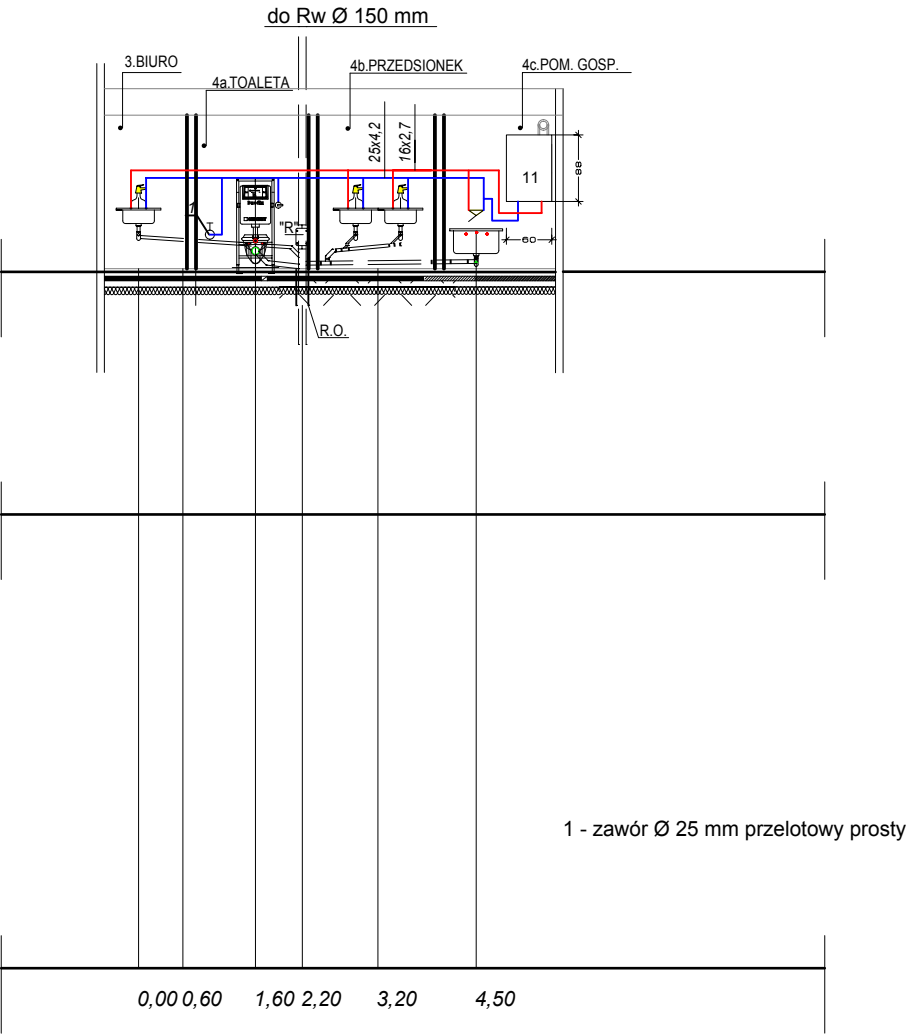 do Rw Ø 150 mm
3.BIURO
4a.TOALETA
4b.PRZEDSIONEK
4c.POM. GOSP.
25x4,2
16x2,7
11
88
60
1
"R"
R.O.
1 - zawór Ø 25 mm przelotowy prosty
0,00 0,60 1,60 2,20 3,20 4,50